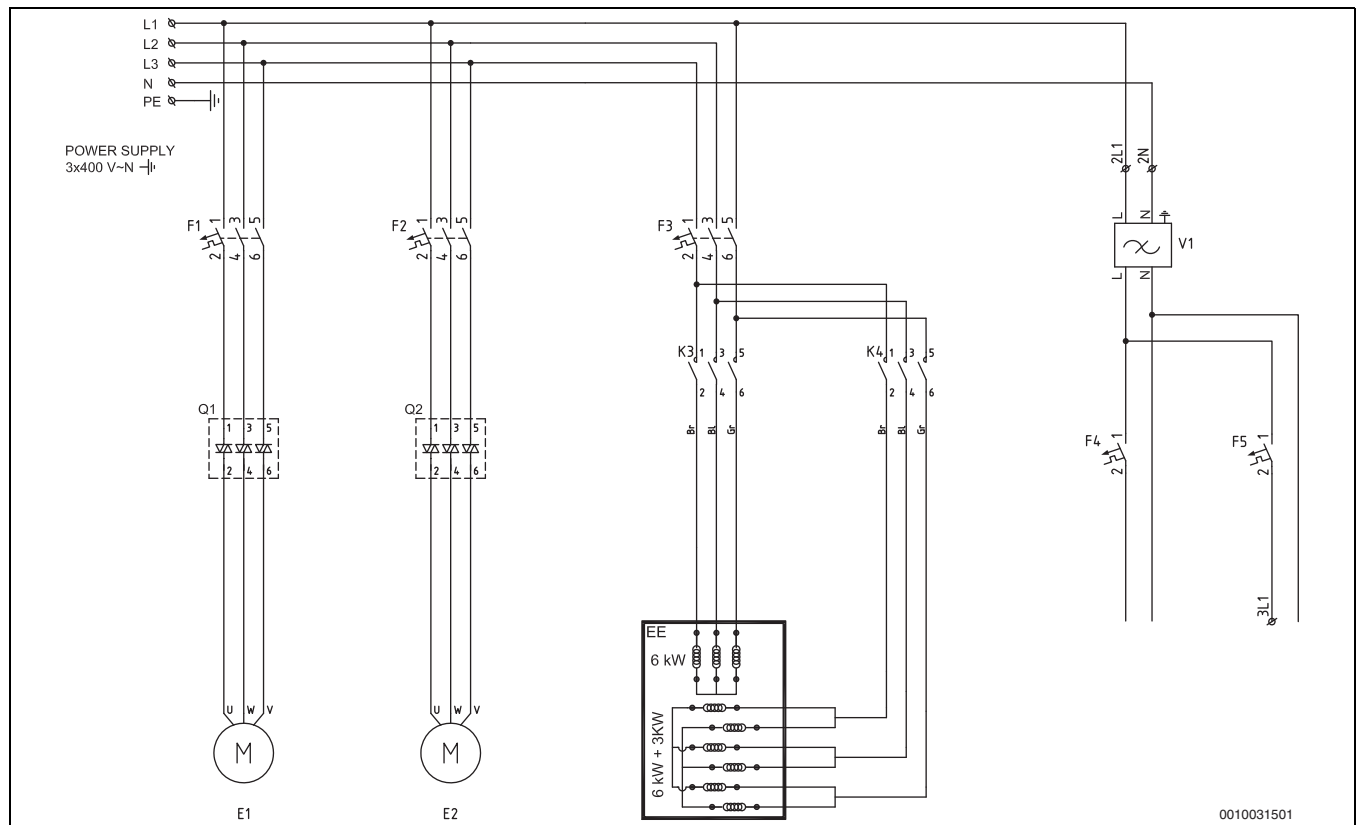 L1
L2
L3
N
PE
POWER SUPPLY
3x400 V~N
2L1
2N
F1
1 3 5
2 4 6
F2
1 3 5
2 4 6
F3
1 3 5
2 4 6
L N
V1
L N
K3 1 3 5
2 4 6
K4 1 3 5
2 4 6
Q1
1 3 5
2 4 6
Q2
1 3 5
2 4 6
Br Bl Gr
Br Bl Gr
F4
1
2
F5
1
2
3L1
EE
6 kW
6 kW + 3KW
U W V
M
E1
U W V
M
E2
0010031501